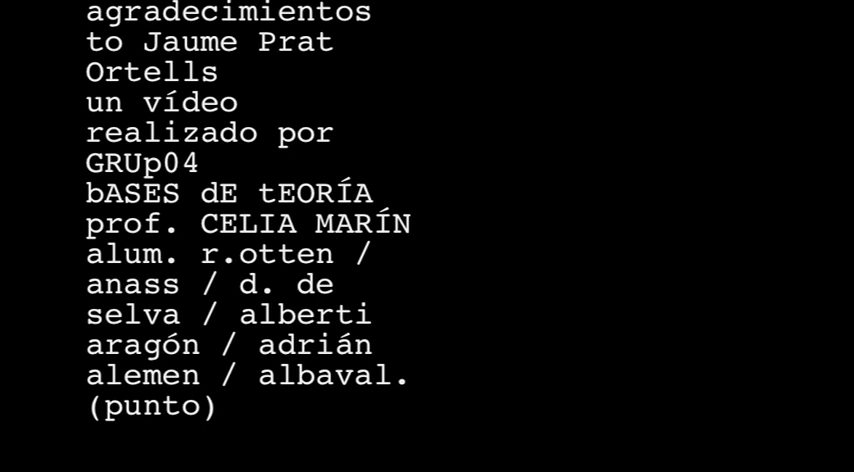 agradecimientos
to Jaume Prat
Ortells
un vídeo
realizado por
GRUp04
bASES dE tEORÍA
prof. CELIA MARÍN
alum. r.otten /
anass / d. de
selva / alberti
aragón / adrián
alemen / albaval.
(punto)